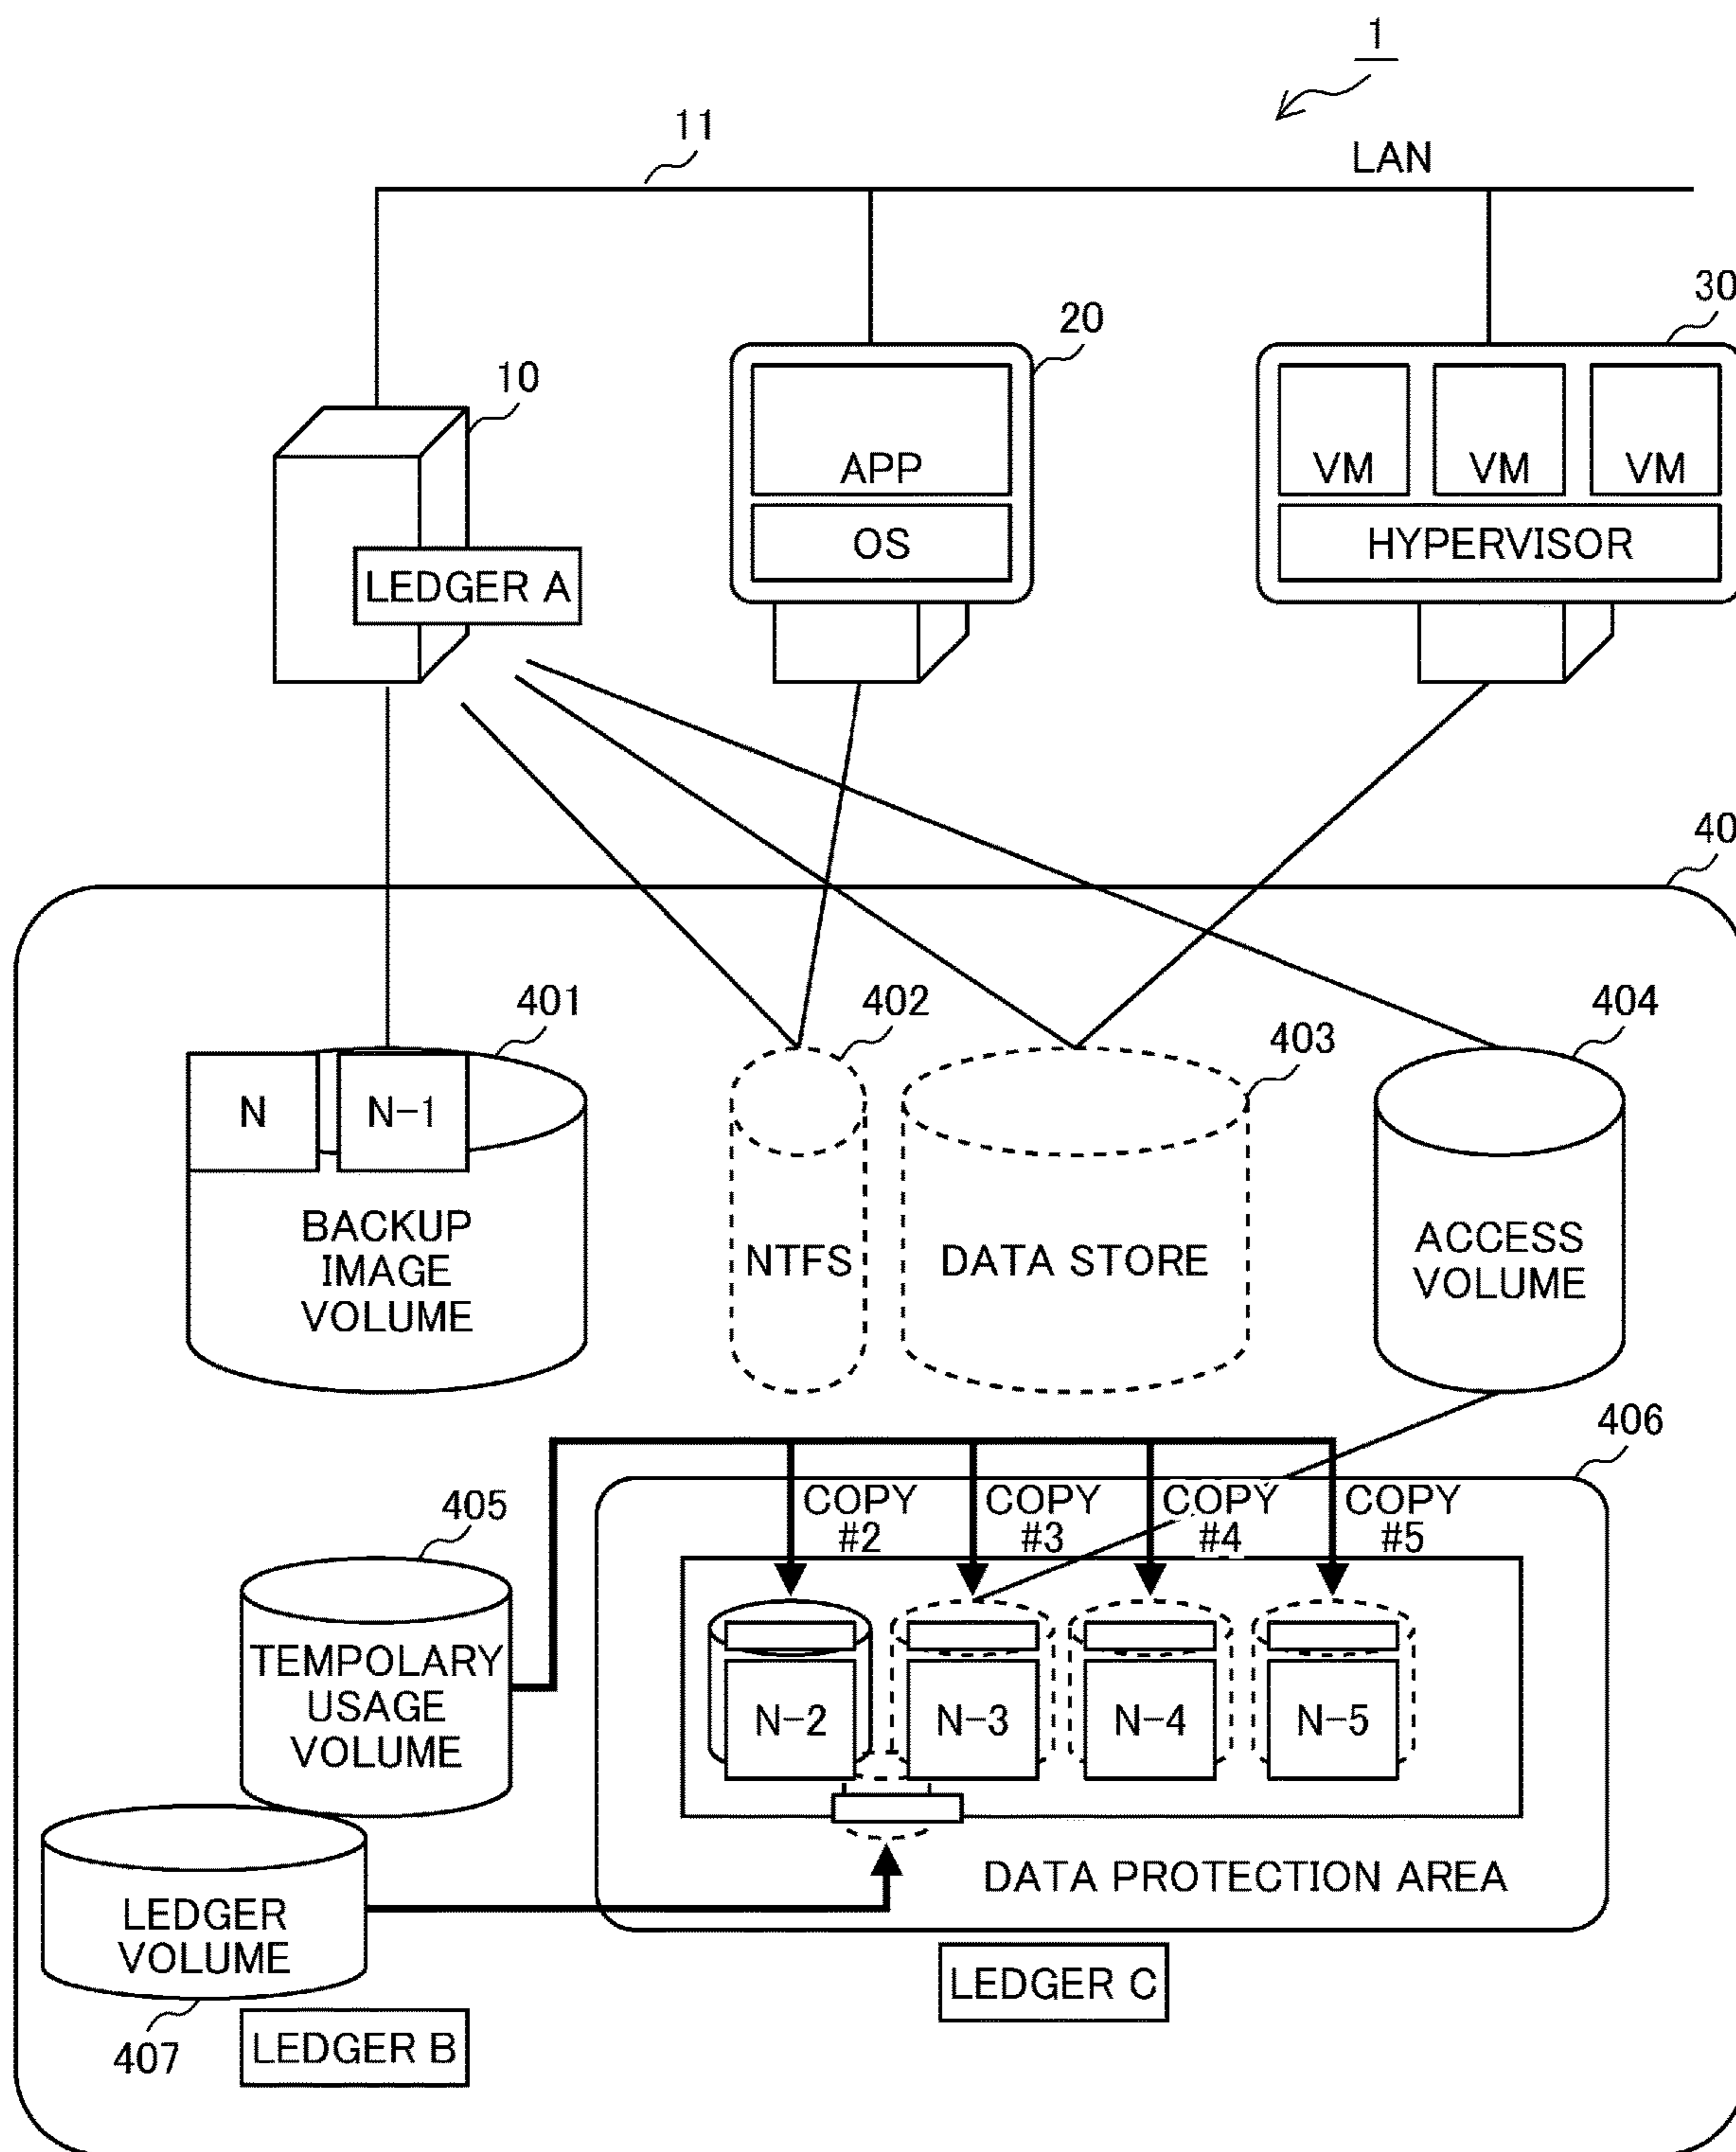 1
11
LAN
30
20
10
APP
VM
VM
VM
OS
HYPERVISOR
LEDGER A
40
401
402
403
404
N
N-1
BACKUP
IMAGE
VOLUME
NTFS
DATA STORE
ACCESS
VOLUME
406
405
COPY
#2
COPY
#3
COPY
#4
COPY
#5
TEMPOLARY
USAGE
VOLUME
N-2
N-3
N-4
N-5
DATA PROTECTION AREA
LEDGER
VOLUME
LEDGER C
407
LEDGER B